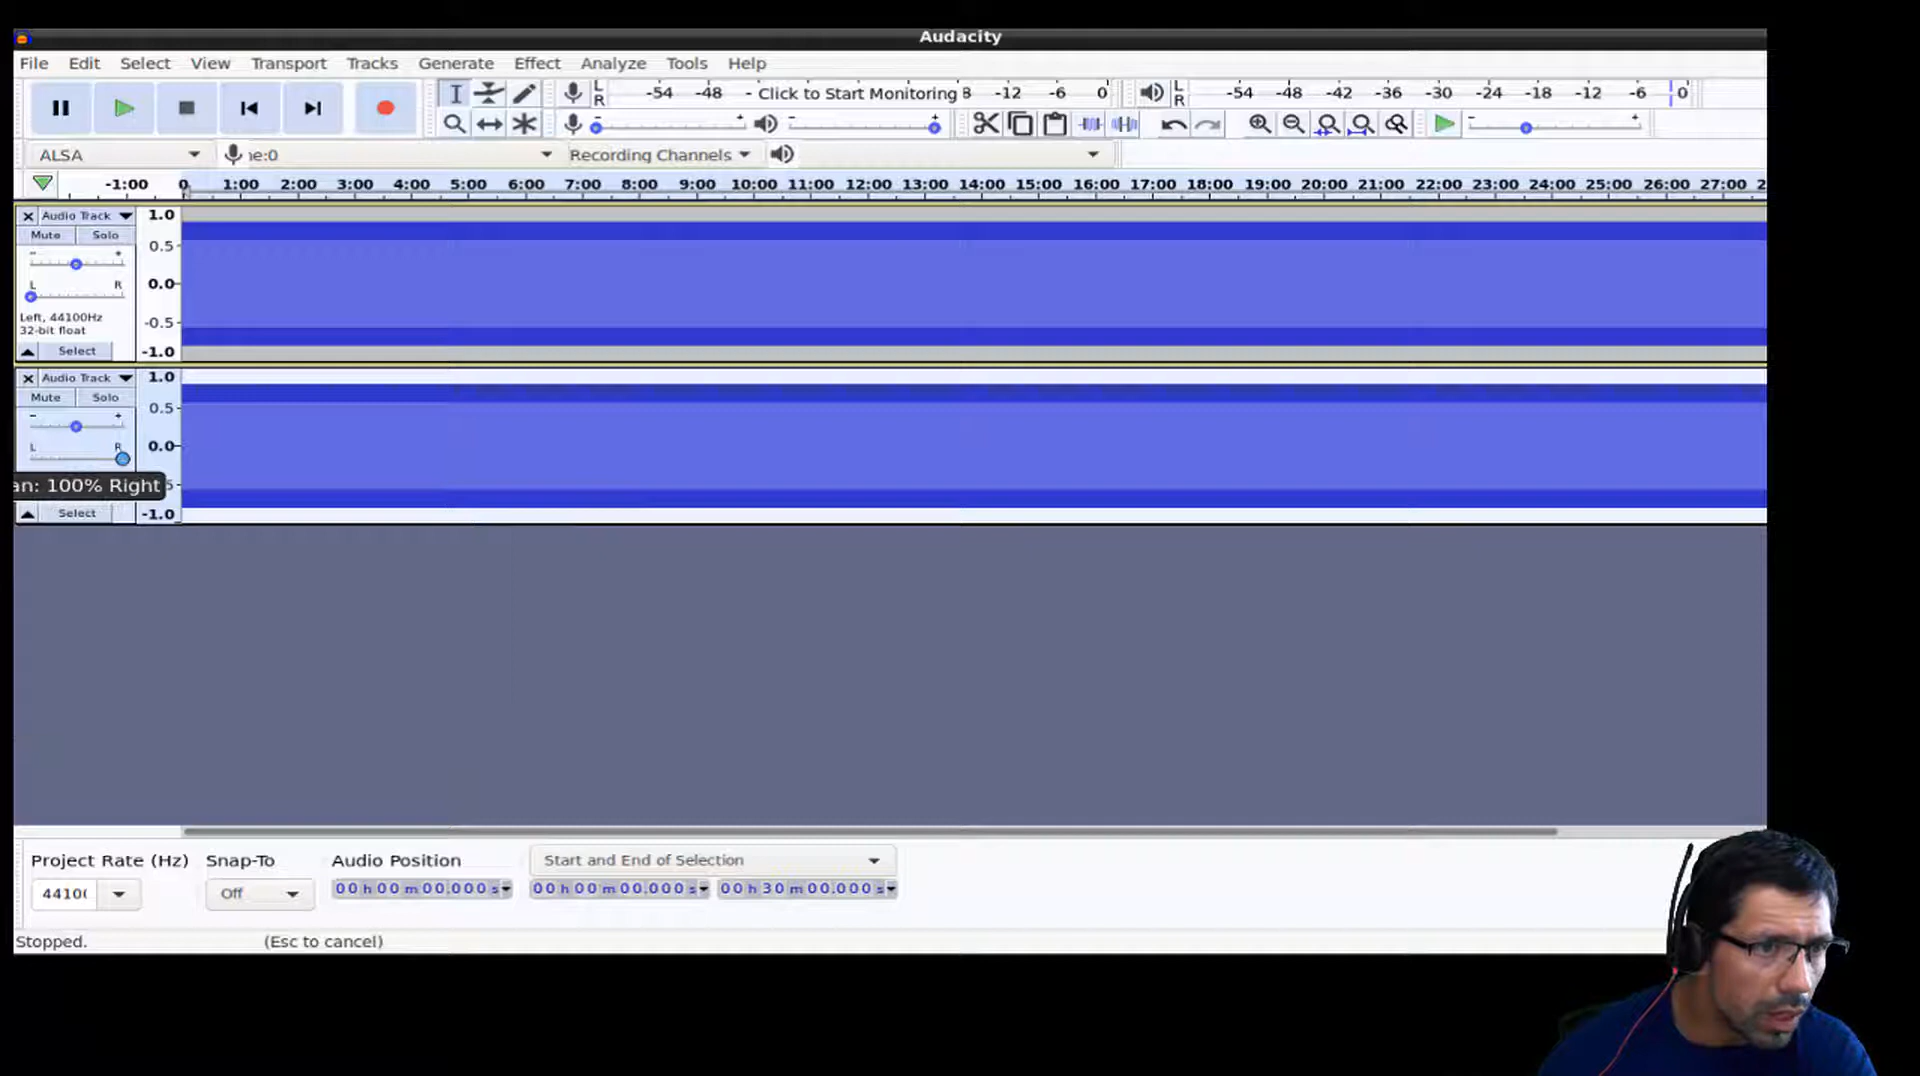 Audacity
File Edit Select View Transport Tracks Generate Effect Analyze Tools Help
L R -54 -48 - Click to Start Monitoring 8 -12 -6 0 L R -54 -48 -42 -36 -30 -24 -18 -12 -6 0
- + - + - +
ALSA ne:0 Recording Channels
-1:00 0 1:00 2:00 3:00 4:00 5:00 6:00 7:00 8:00 9:00 10:00 11:00 12:00 13:00 14:00 15:00 16:00 17:00 18:00 19:00 20:00 21:00 22:00 23:00 24:00 25:00 26:00 27:00 2
Audio Track 1.0
Mute Solo
0.5
- +
L R 0.0
Left, 44100Hz
32-bit float -0.5
Select -1.0
Audio Track 1.0
Mute Solo
0.5
- +
L R 0.0
an: 100% Right 5
Select -1.0
Project Rate (Hz) Snap-To Audio Position Start and End of Selection
4410( Off 00 h 00 m 00.000 s 00 h 00 m 00.000 s 00 h 30 m 00.000 s
Stopped. (Esc to cancel)